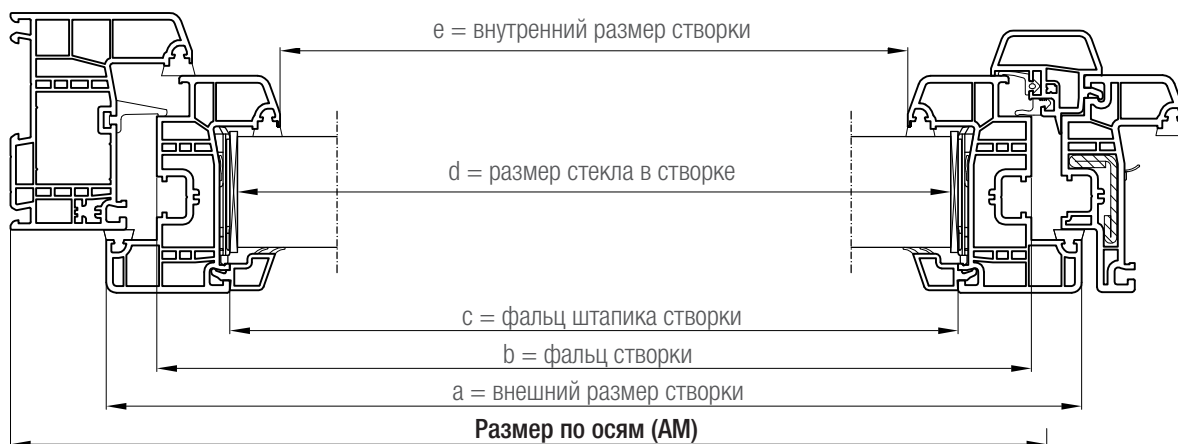 e = внутренний размер створки
d = размер стекла в створке
c = фальц штапика створки
b = фальц створки
a = внешний размер створки
Размер по осям (AM)